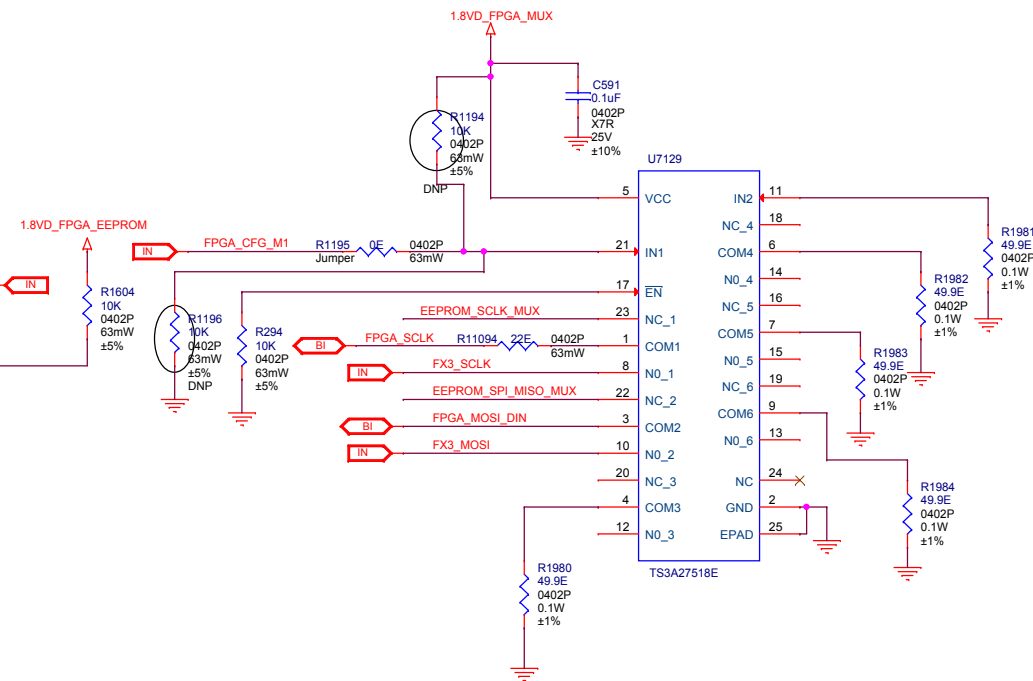 1.8VD_FPGA_MUX
C591
0.1uF
0402P
X7R
25V
±10%
R1194
10K
0402P
63mW
±5%
DNP
U7129
5 VCC
IN2 11
NC_4 18
21 IN1
COM4 6
N0_4 14
17 EN
NC_5 16
23 NC_1
COM5 7
1 COM1
N0_5 15
8 N0_1
NC_6 19
22 NC_2
COM6 9
3 COM2
N0_6 13
10 N0_2
NC 24
20 NC_3
GND 2
4 COM3
EPAD 25
12 N0_3
TS3A27518E
1.8VD_FPGA_EEPROM
IN
FPGA_CFG_M1
R1195 0E 0402P
Jumper 63mW
IN
R1604
10K
0402P
63mW
±5%
R1196
10K
0402P
63mW
±5%
DNP
R294
10K
0402P
63mW
±5%
EEPROM_SCLK_MUX
BI
FPGA_SCLK
R11094 22E 0402P
63mW
IN
FX3_SCLK
EEPROM_SPI_MISO_MUX
BI
FPGA_MOSI_DIN
IN
FX3_MOSI
R1980
49.9E
0402P
0.1W
±1%
R1981
49.9E
0402P
0.1W
±1%
R1982
49.9E
0402P
0.1W
±1%
R1983
49.9E
0402P
0.1W
±1%
R1984
49.9E
0402P
0.1W
±1%